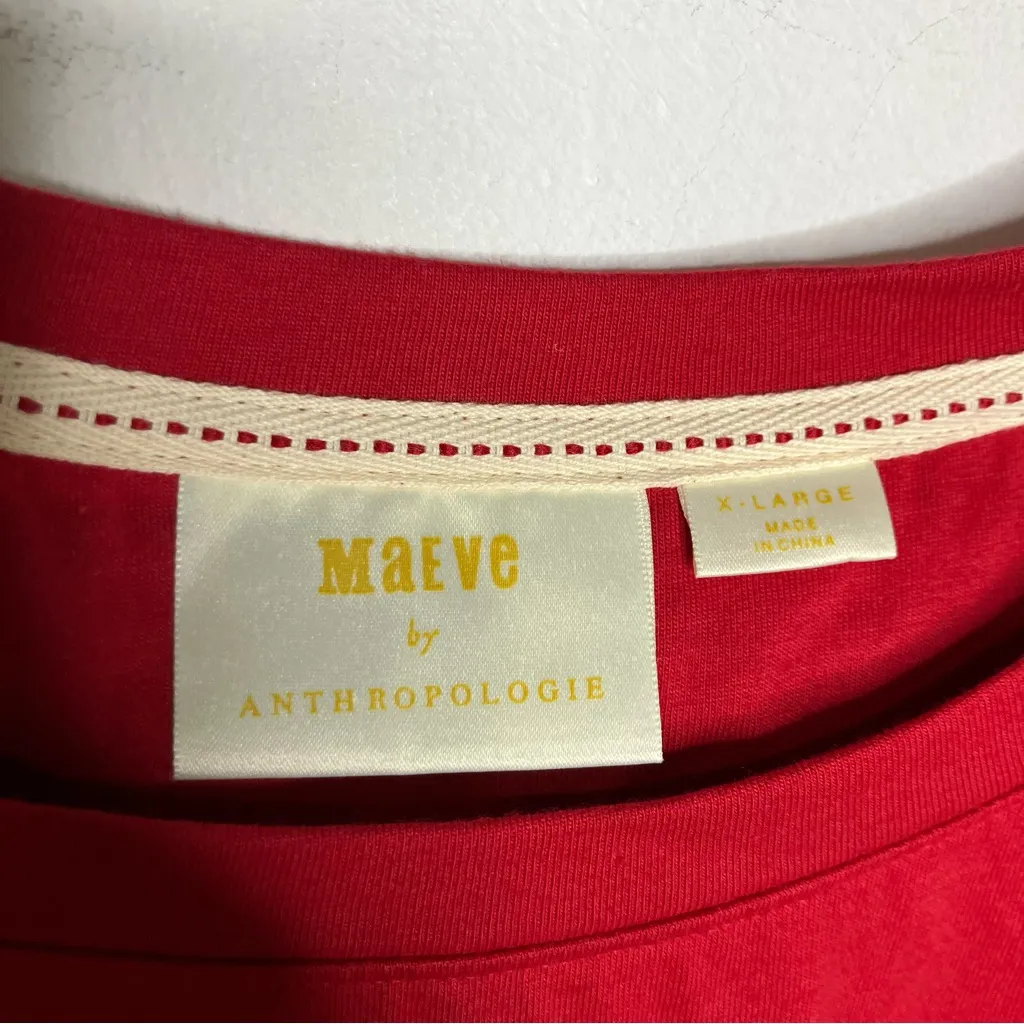 MaEVe
by
ANTHROPOLOGIE
X-LARGE
MADE
IN CHINA